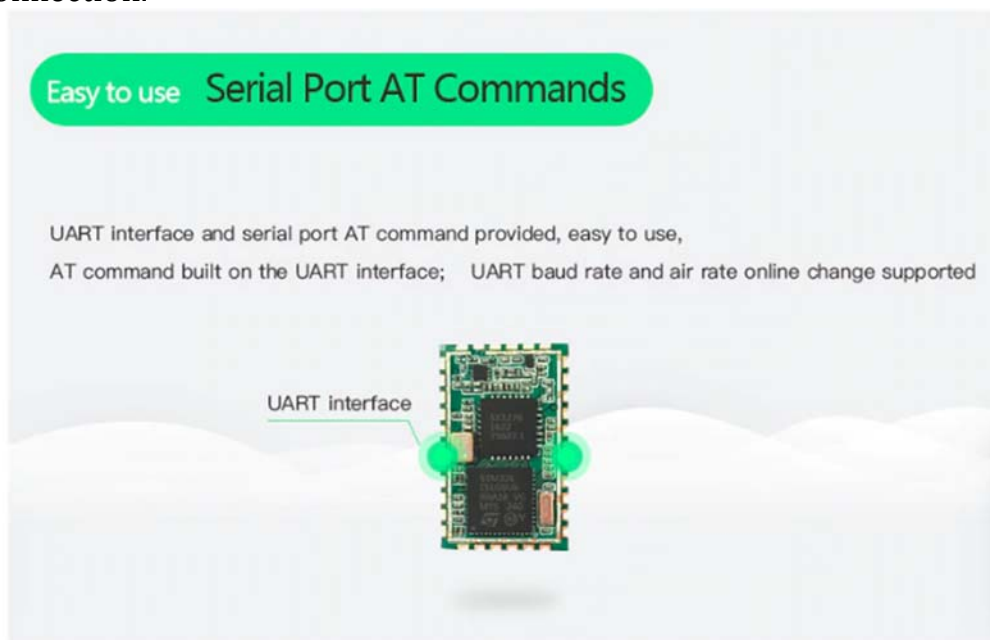 Easy to use Serial Port AT Commands
UART interface and serial port AT command provided, easy to use,
AT command built on the UART interface; UART baud rate and air rate online change supported
UART interface